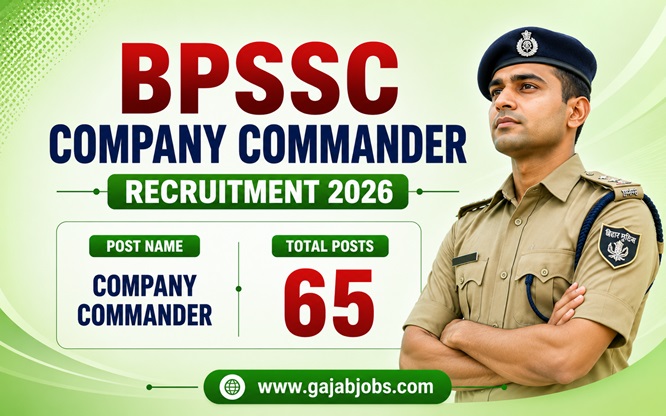 BPSSC
COMPANY COMMANDER
RECRUITMENT 2026
POST NAME
COMPANY
COMMANDER
TOTAL POSTS
65
बिहार पुलिस
www.gajabjobs.com